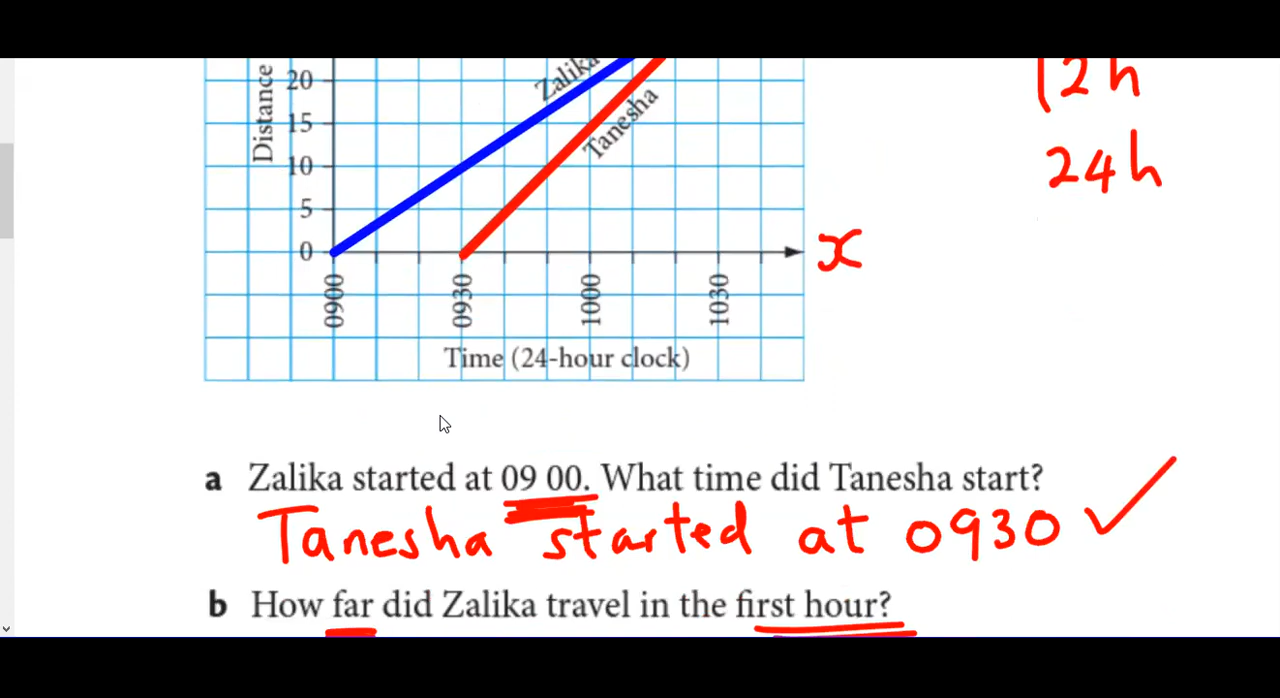 12h
20
Zalika
Distance
15
Tanesha
10
24h
5
0
x
0900
0930
1000
1030
Time (24-hour clock)
a Zalika started at 09 00. What time did Tanesha start?
Tanesha started at 0930
b How far did Zalika travel in the first hour?